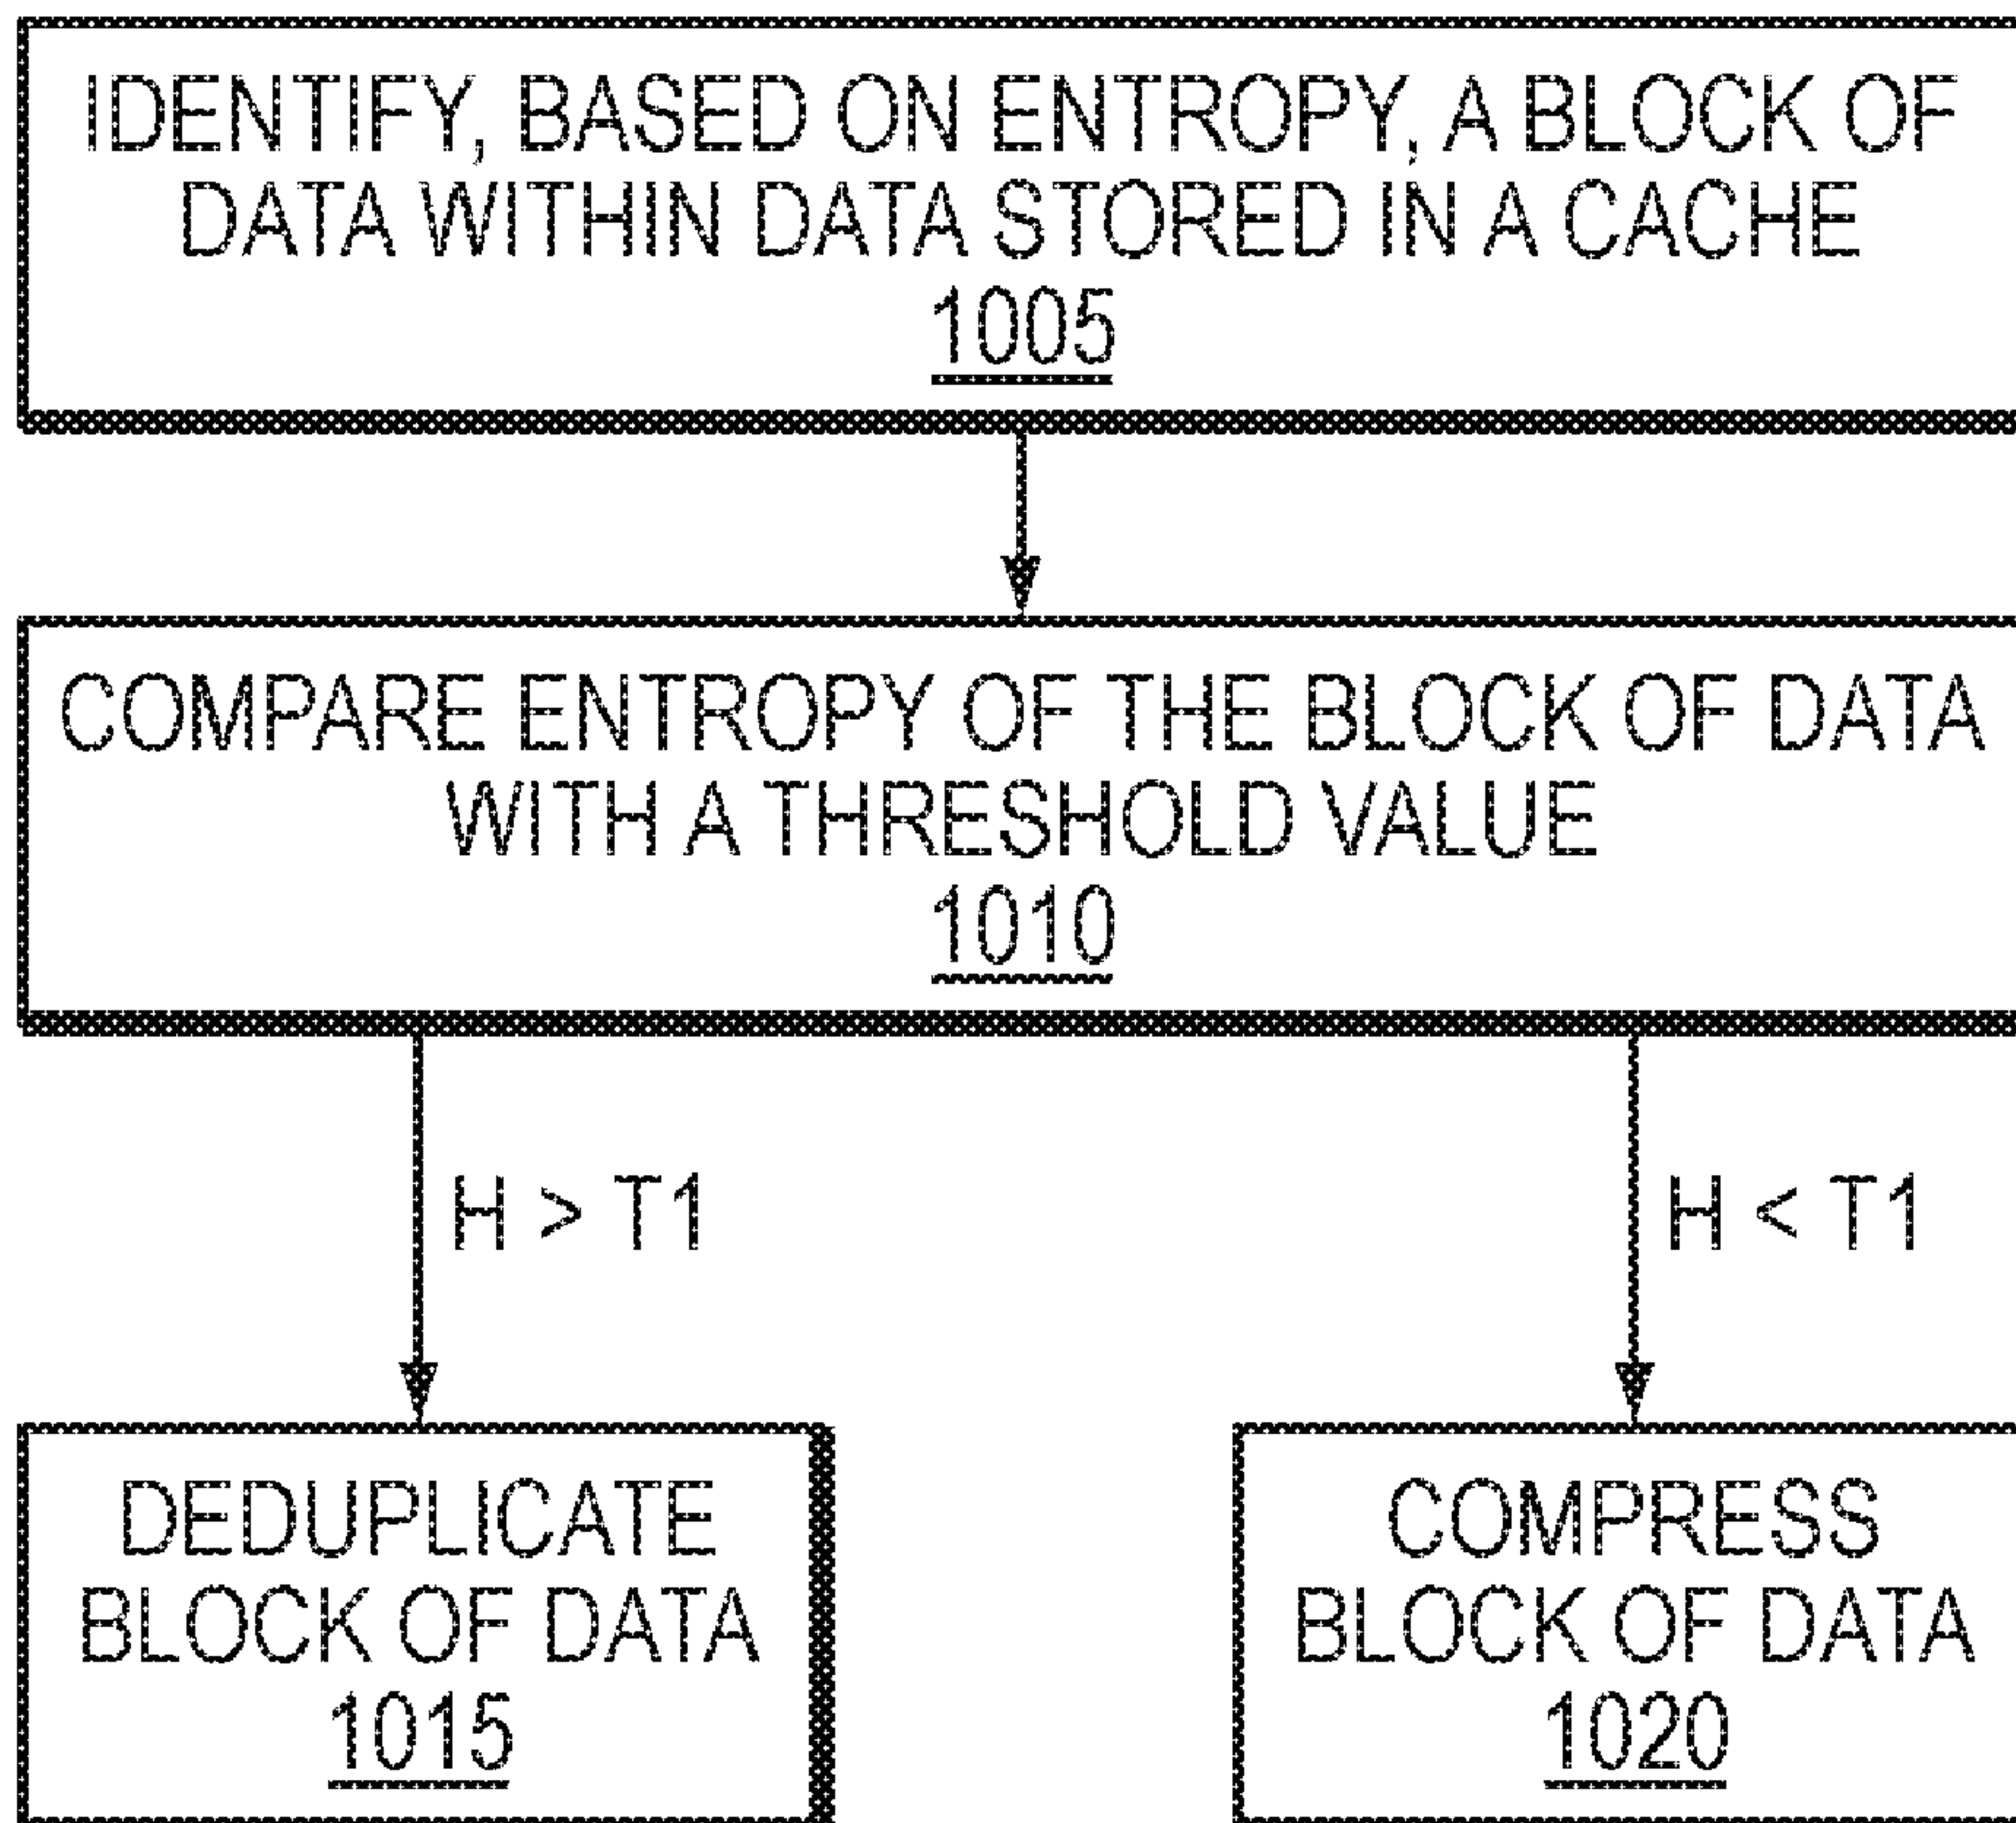 IDENTIFY, BASED ON ENTROPY, A BLOCK OF
DATA WITHIN DATA STORED IN A CACHE
1005
COMPARE ENTROPY OF THE BLOCK OF DATA
WITH A THRESHOLD VALUE
1010
H > T1
H < T1
DEDUPLICATE
BLOCK OF DATA
1015
COMPRESS
BLOCK OF DATA
1020